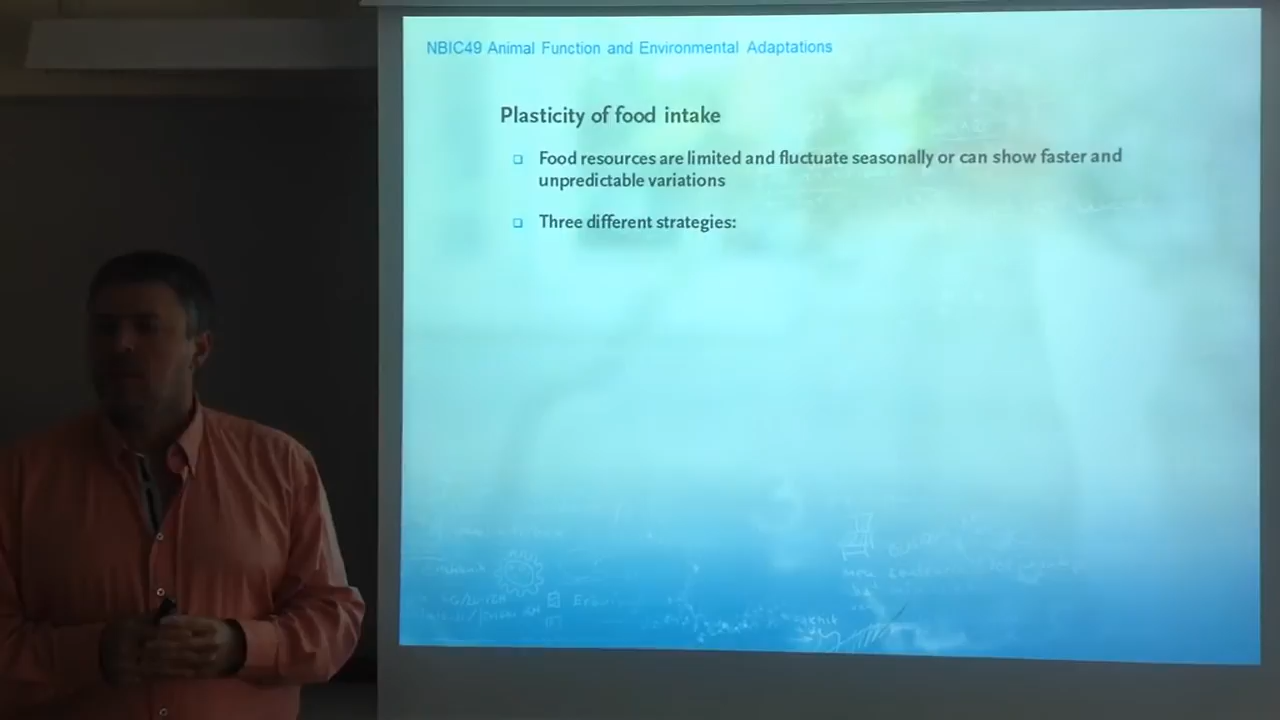 NBIC49 Animal Function and Environmental Adaptations
Plasticity of food intake
Food resources are limited and fluctuate seasonally or can show faster and
unpredictable variations
Three different strategies: